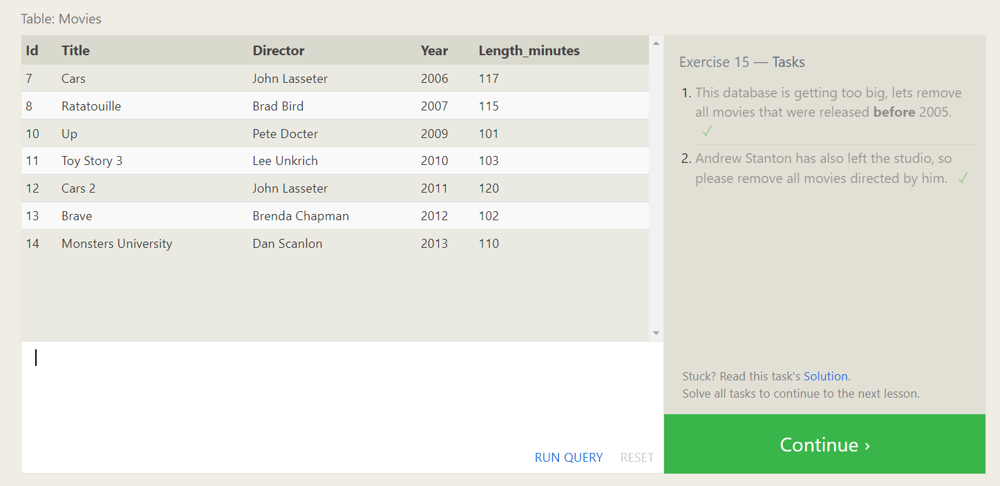 Table: Movies
Id Title Director Year Length_minutes
7 Cars John Lasseter 2006 117
8 Ratatouille Brad Bird 2007 115
10 Up Pete Docter 2009 101
11 Toy Story 3 Lee Unkrich 2010 103
12 Cars 2 John Lasseter 2011 120
13 Brave Brenda Chapman 2012 102
14 Monsters University Dan Scanlon 2013 110
RUN QUERY RESET
Exercise 15 — Tasks
1. This database is getting too big, lets remove
all movies that were released before 2005.
✓
2. Andrew Stanton has also left the studio, so
please remove all movies directed by him. ✓
Stuck? Read this task's Solution.
Solve all tasks to continue to the next lesson.
Continue ›